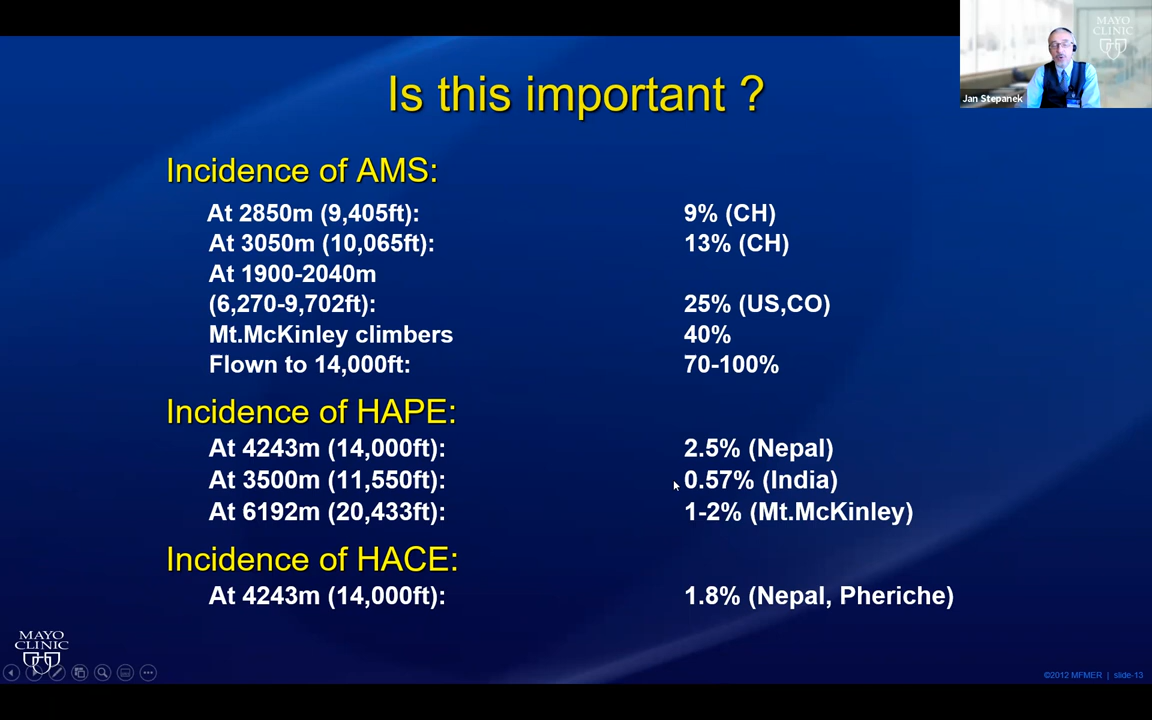 MAYO
CLINIC
Jan Stepanek
Is this important ?
Incidence of AMS:
At 2850m (9,405ft): 9% (CH)
At 3050m (10,065ft): 13% (CH)
At 1900-2040m
(6,270-9,702ft): 25% (US,CO)
Mt.McKinley climbers 40%
Flown to 14,000ft: 70-100%
Incidence of HAPE:
At 4243m (14,000ft): 2.5% (Nepal)
At 3500m (11,550ft): 0.57% (India)
At 6192m (20,433ft): 1-2% (Mt.McKinley)
Incidence of HACE:
At 4243m (14,000ft): 1.8% (Nepal, Pheriche)
MAYO
CLINIC
©2012 MFMER | slide-13